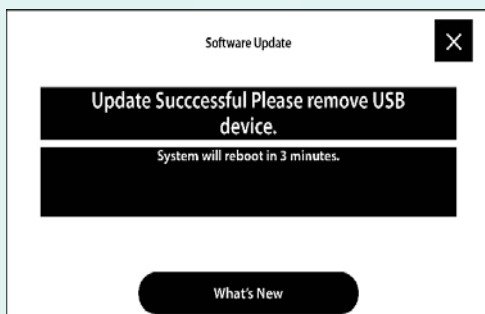 Software Update
Update Succcessful Please remove USB
device.
System will reboot in 3 minutes.
What's New